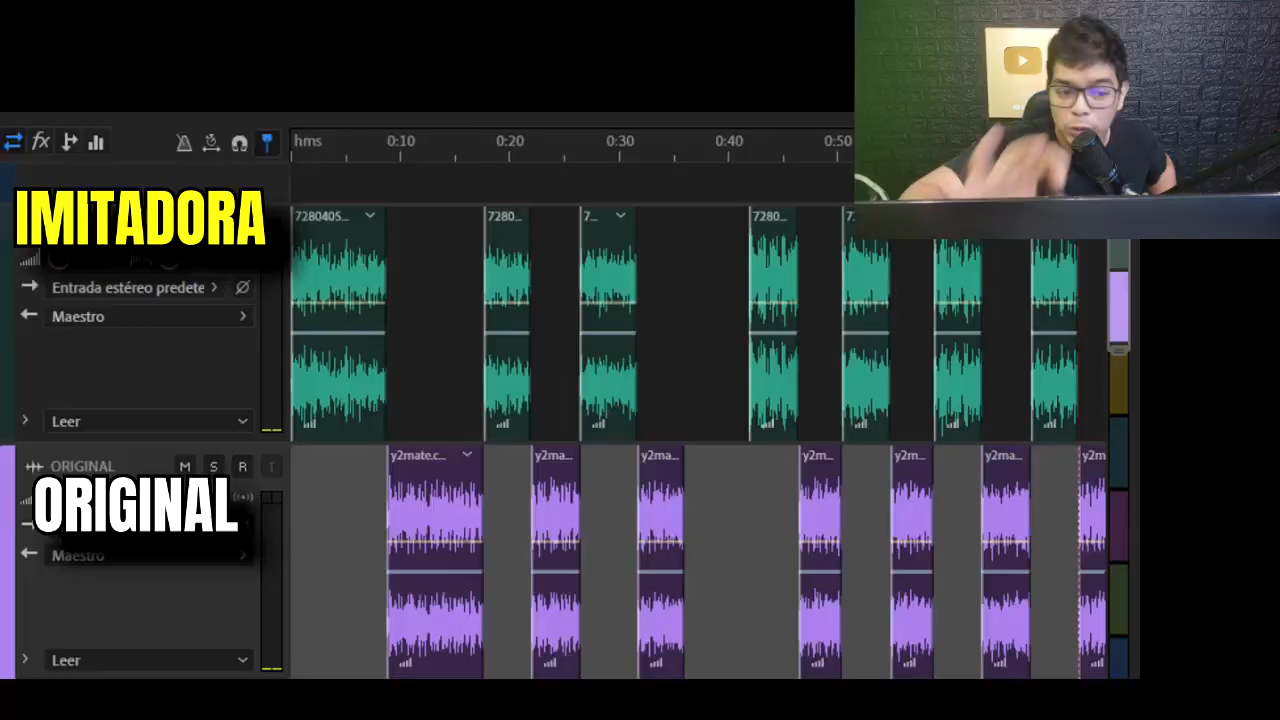 hms 0:10 0:20 0:30 0:40 0:50
IMITADORA
7280405... 7280... 7... 7280... 7
Entrada estéreo predete
Maestro
Leer
ORIGINAL M S R I
y2mate.c... y2ma... y2ma... y2m... y2m... y2ma... y2m
ORIGINAL
Maestro
Leer